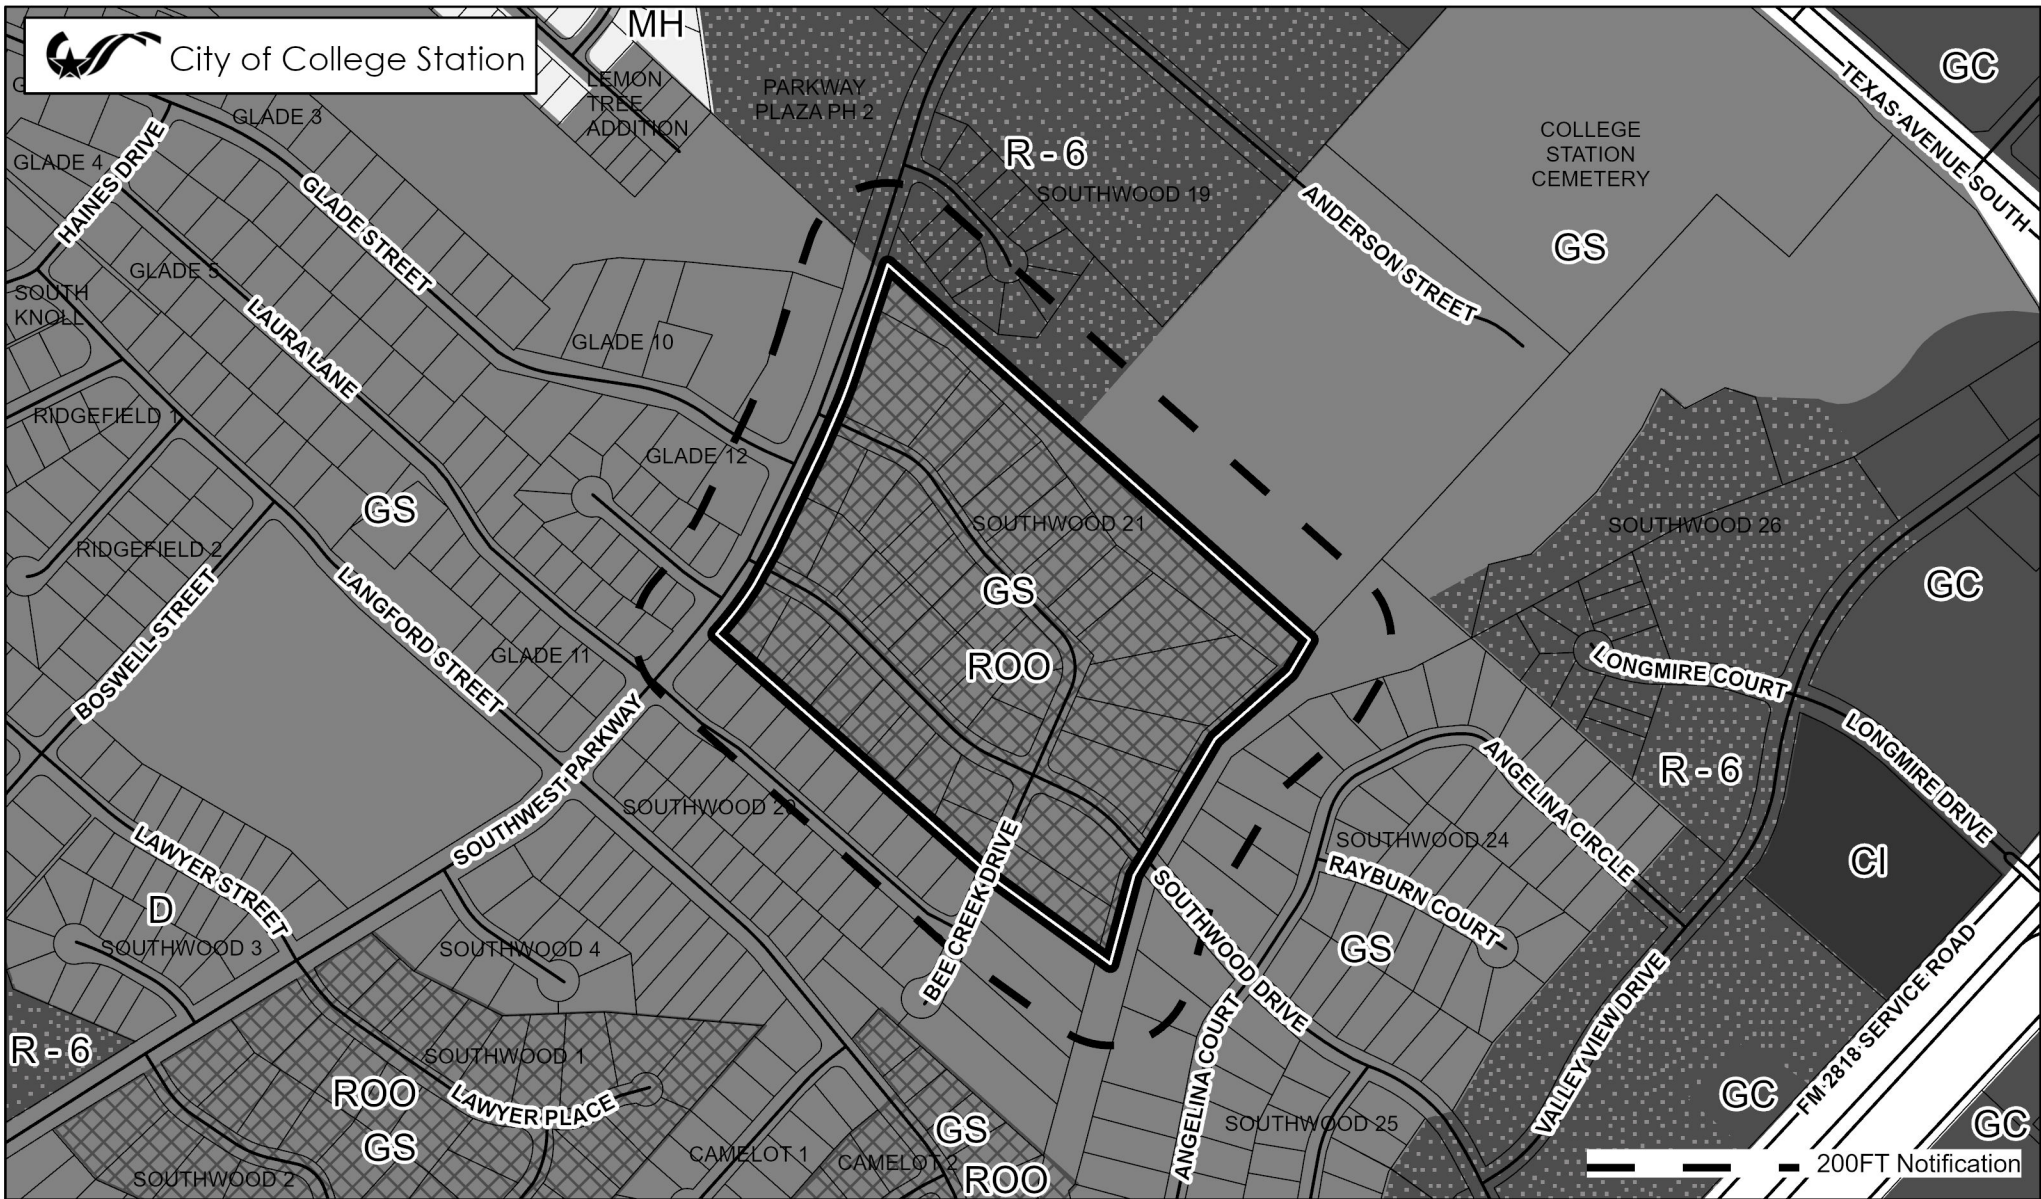 City of College Station
MH
GC
TEXAS AVENUE SOUTH
LEMON
TREE
ADDITION
PARKWAY
PLAZA PH 2
GLADE 3
COLLEGE
STATION
CEMETERY
R - 6
GLADE 4
HAINES DRIVE
GLADE STREET
SOUTHWOOD 19
ANDERSON STREET
GS
GLADE 5
SOUTH
KNOLL
LAURA LANE
GLADE 10
RIDGEFIELD 1
GLADE 12
GS
SOUTHWOOD 21
SOUTHWOOD 26
RIDGEFIELD 2
GS
GC
BOSWELL STREET
LANGFORD STREET
GLADE 11
ROO
LONGMIRE COURT
SOUTHWEST PARKWAY
LONGMIRE DRIVE
R - 6
ANGELINA CIRCLE
SOUTHWOOD 20
SOUTHWOOD 24
RAYBURN COURT
CI
LAWYER STREET
D
SOUTHWOOD 3
SOUTHWOOD 4
BEE CREEK DRIVE
SOUTHWOOD DRIVE
GS
R - 6
SOUTHWOOD 1
ROO
LAWYER PLACE
GS
ANGELINA COURT
VALLEY VIEW DRIVE
FM 2818 SERVICE ROAD
GC
GC
SOUTHWOOD 25
GS
CAMELOT 1
CAMELOT 2
ROO
SOUTHWOOD 2
200FT Notification